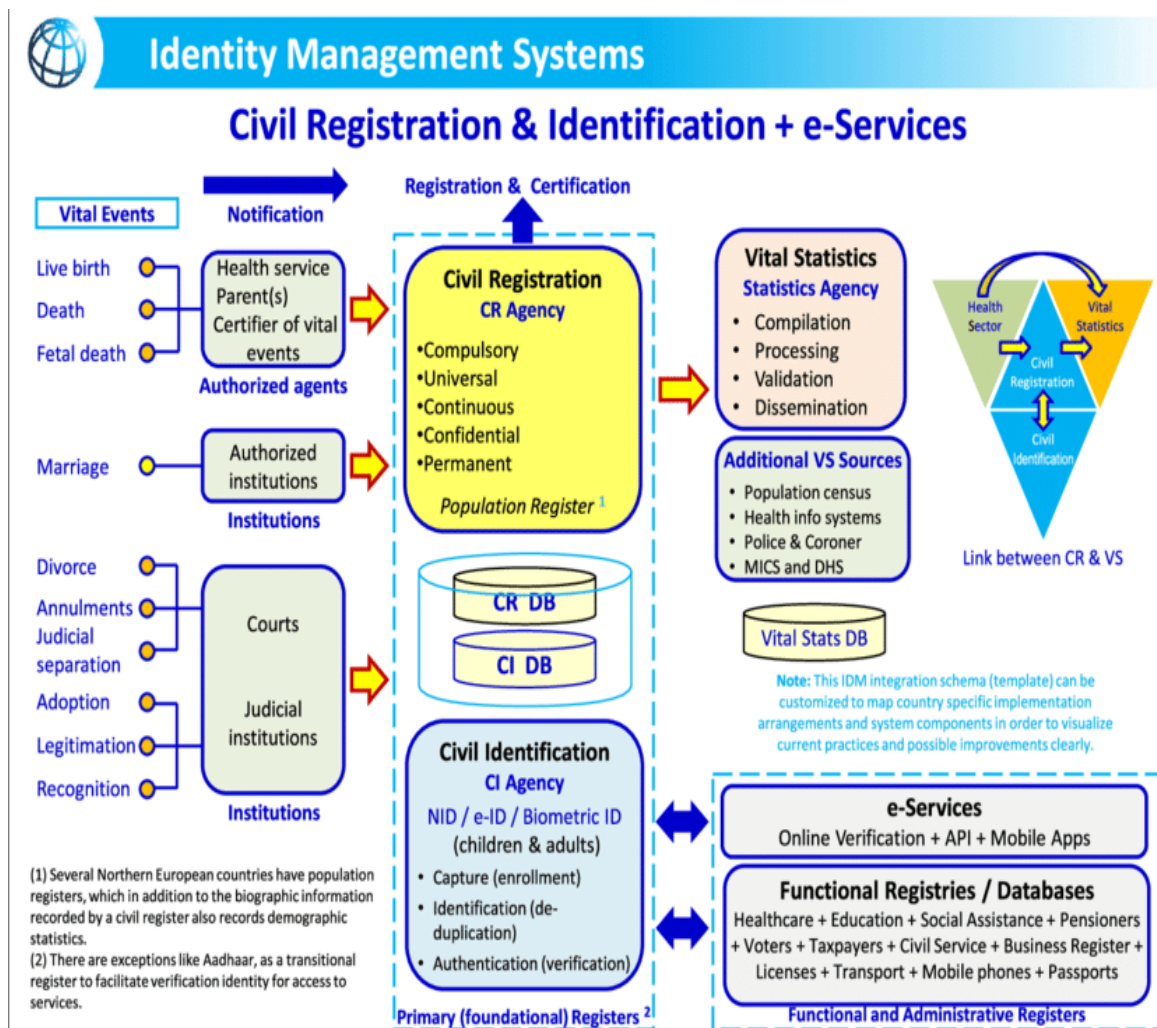 Identity Management Systems
Civil Registration & Identification + e-Services
Vital Events
Notification
Registration & Certification
Live birth
Death
Fetal death
Health service
Parent(s)
Certifier of vital
events
Authorized agents
Marriage
Authorized
institutions
Institutions
Divorce
Annulments
Judicial
separation
Adoption
Legitimation
Recognition
Courts
Judicial
institutions
Institutions
Civil Registration
CR Agency
•Compulsory
•Universal
•Continuous
•Confidential
•Permanent
Population Register 1
CR DB
CI DB
Civil Identification
CI Agency
NID / e-ID / Biometric ID
(children & adults)
• Capture (enrollment)
• Identification (de-
duplication)
• Authentication (verification)
Primary (foundational) Registers 2
Vital Statistics
Statistics Agency
• Compilation
• Processing
• Validation
• Dissemination
Additional VS Sources
• Population census
• Health info systems
• Police & Coroner
• MICS and DHS
Vital Stats DB
Health
Sector
Vital
Statistics
Civil
Registration
Civil
Identification
Link between CR & VS
Note: This IDM integration schema (template) can be
customized to map country specific implementation
arrangements and system components in order to visualize
current practices and possible improvements clearly.
e-Services
Online Verification + API + Mobile Apps
Functional Registries / Databases
Healthcare + Education + Social Assistance + Pensioners
+ Voters + Taxpayers + Civil Service + Business Register +
Licenses + Transport + Mobile phones + Passports
Functional and Administrative Registers
(1) Several Northern European countries have population
registers, which in addition to the biographic information
recorded by a civil register also records demographic
statistics.
(2) There are exceptions like Aadhaar, as a transitional
register to facilitate verification identity for access to
services.